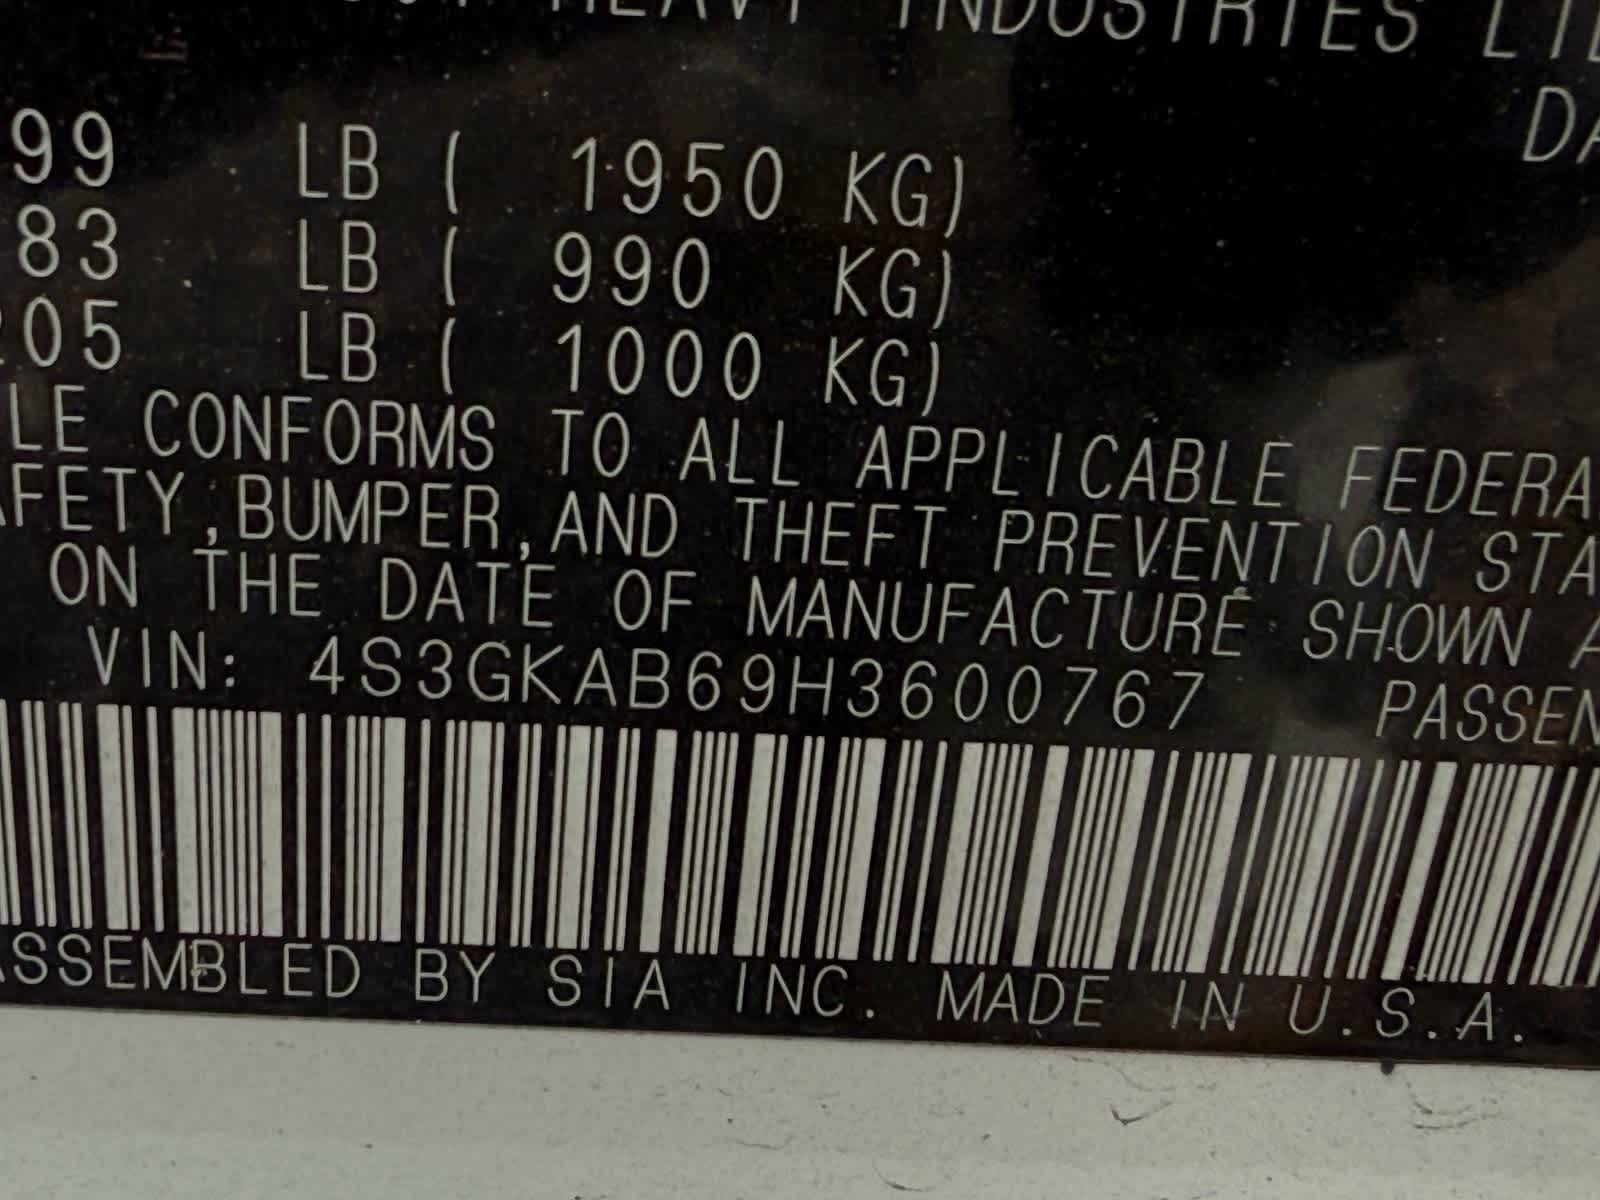 HEAVY INDUSTRIES LTD
99 LB ( 1950 KG)
83 LB ( 990 KG)
205 LB ( 1000 KG)
LE CONFORMS TO ALL APPLICABLE FEDERA
AFETY,BUMPER,AND THEFT PREVENTION STA
ON THE DATE OF MANUFACTURE SHOWN A
VIN: 4S3GKAB69H3600767 PASSEN
ASSEMBLED BY SIA INC. MADE IN U.S.A.